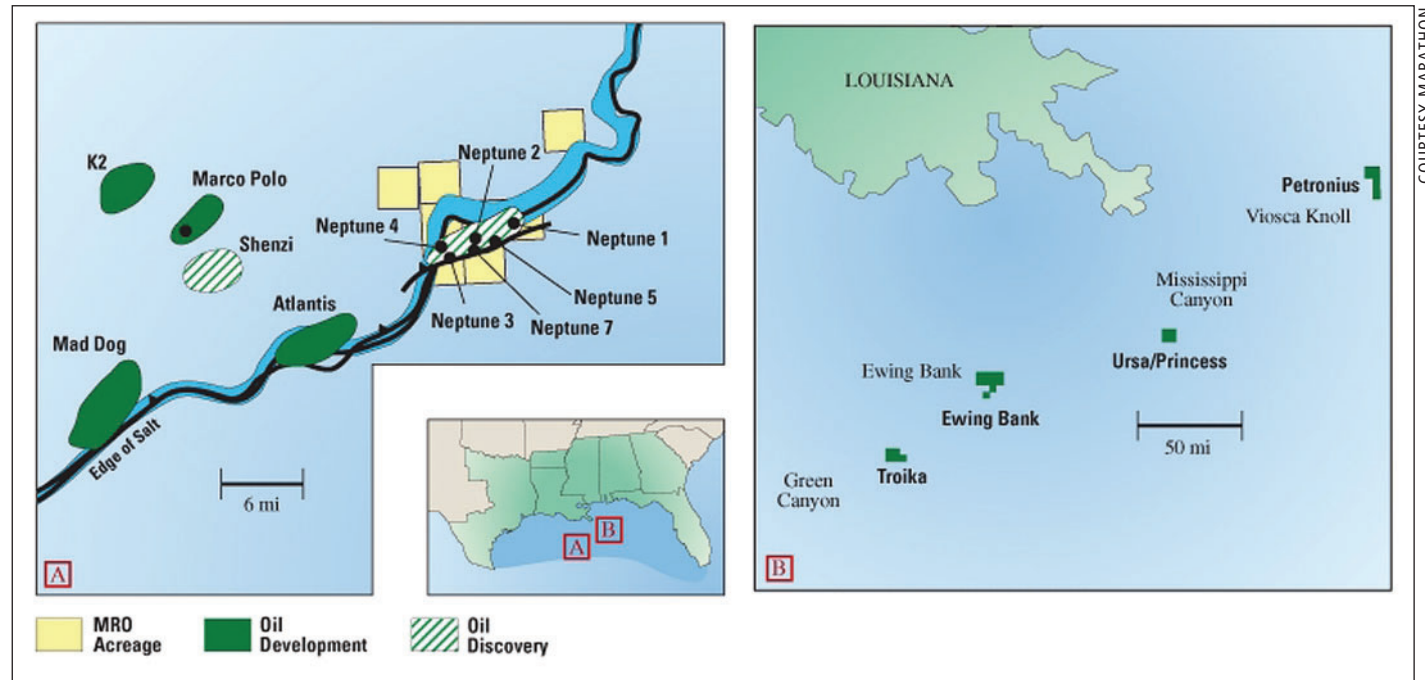 COURTESY MARATHON
K2
Marco Polo
Shenzi
Neptune 2
Neptune 4
Neptune 1
Neptune 5
Neptune 3
Neptune 7
Atlantis
Mad Dog
Edge of Salt
6 mi
A
A
B
LOUISIANA
Petronius
Viosca Knoll
Mississippi
Canyon
Ursa/Princess
Ewing Bank
Ewing Bank
50 mi
Troika
Green
Canyon
B
MRO
Acreage
Oil
Development
Oil
Discovery